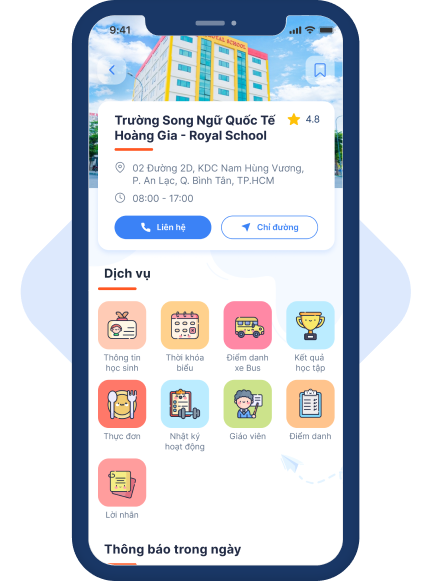 9:41
ROYAL SCHOOL
Trường Song Ngữ Quốc Tế
Hoàng Gia - Royal School
4.8
02 Đường 2D, KDC Nam Hùng Vương,
P. An Lạc, Q. Bình Tân, TP.HCM
08:00 - 17:00
Liên hệ
Chỉ đường
Dịch vụ
Thông tin
học sinh
Thời khóa
biểu
Điểm danh
xe Bus
Kết quả
học tập
Thực đơn
Nhật ký
hoạt động
Giáo viên
Điểm danh
Lời nhắn
Thông báo trong ngày